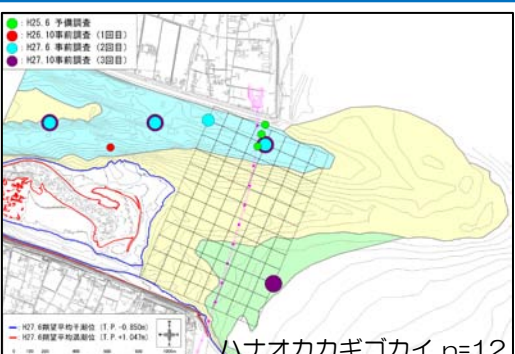 : H25.6 予備調査
: H26.10事前調査 (1回目)
: H27.6 事前調査 (2回目)
: H27.10事前調査 (3回目)
: H27.6朔望平均干潮位 (T.P.-0.850m)
: H27.6朔望平均満潮位 (T.P.+1.047m)
ハナオカカギゴカイ n=12